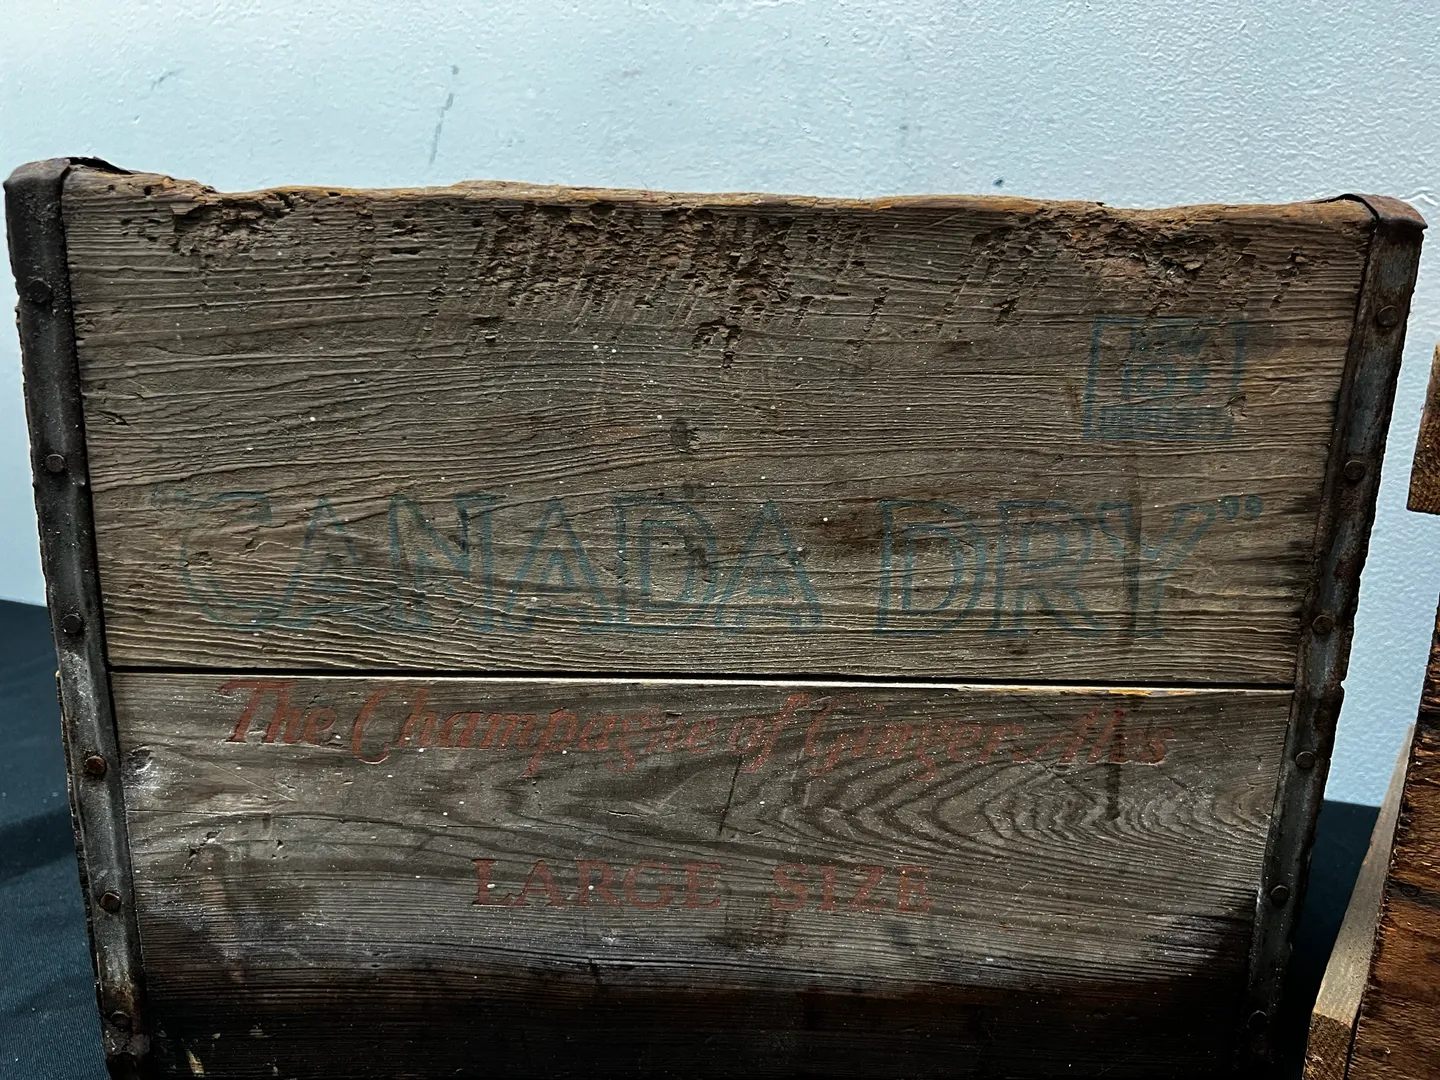 "CANADA DRY"
The Champagne of Ginger Ales
LARGE SIZE